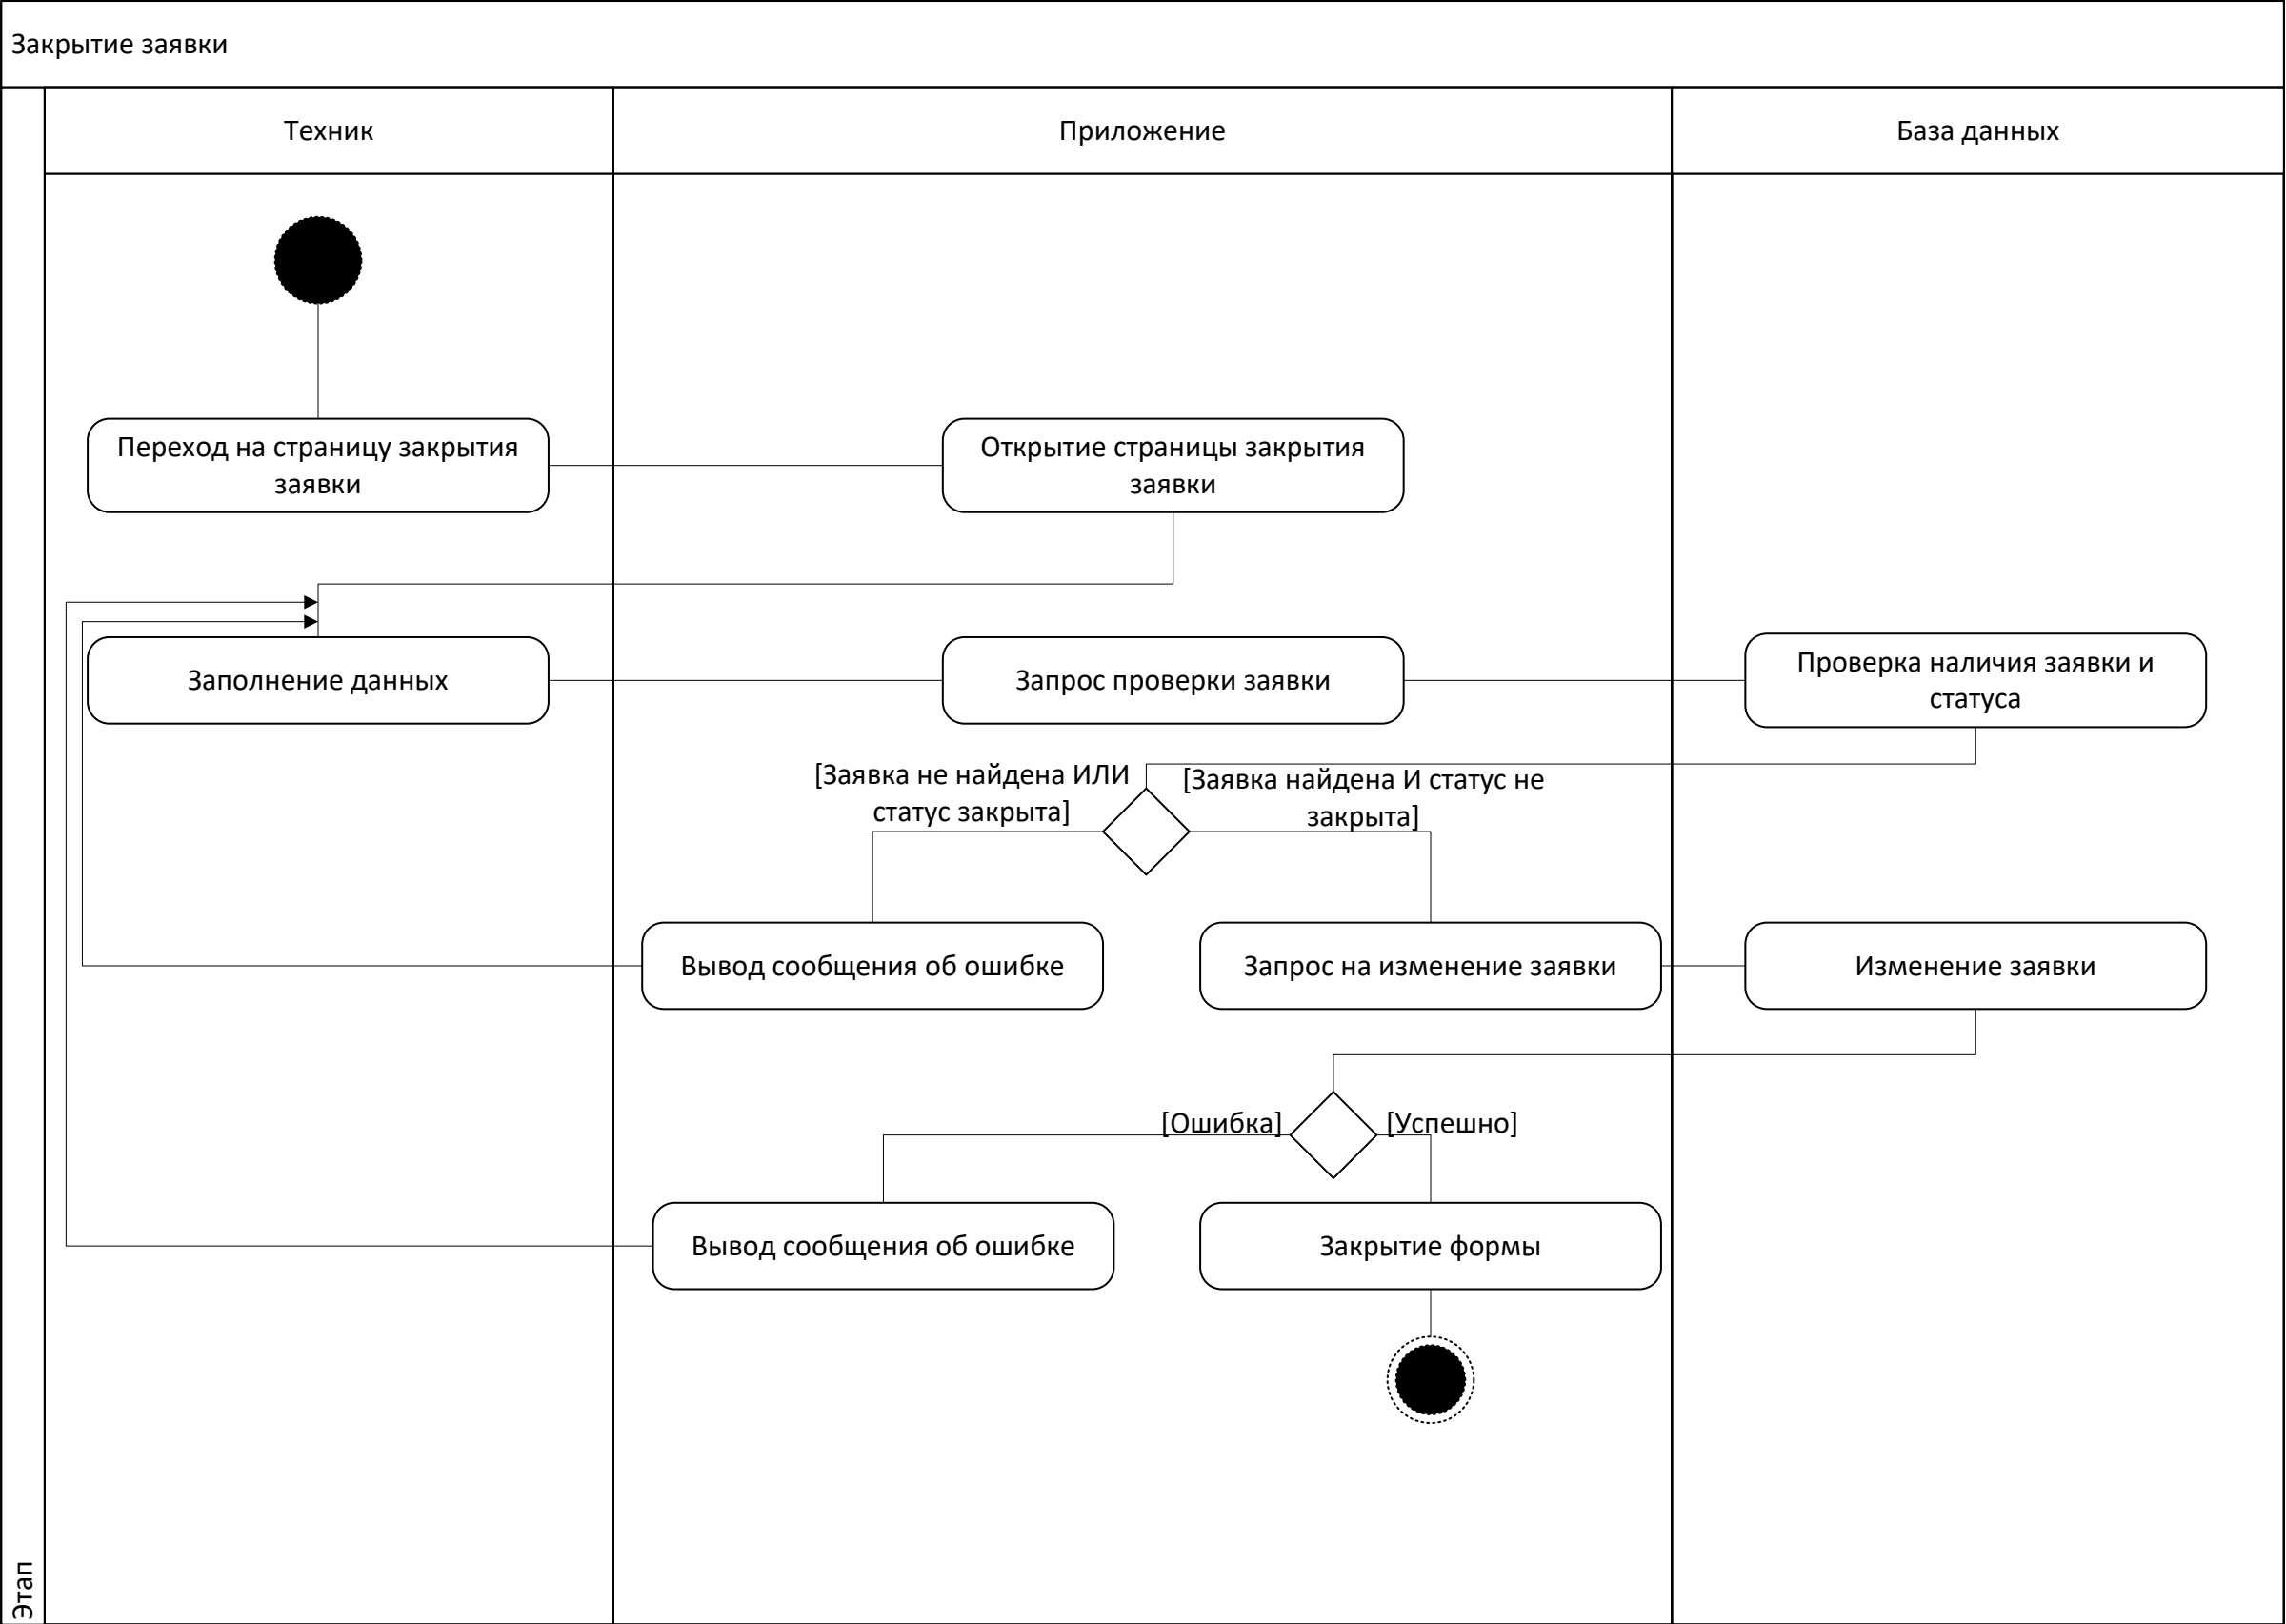 Закрытие заявки
Техник
Приложение
База данных
Переход на страницу закрытия
заявки
Открытие страницы закрытия
заявки
Заполнение данных
Запрос проверки заявки
Проверка наличия заявки и
статуса
[Заявка не найдена ИЛИ
статус закрыта]
[Заявка найдена И статус не
закрыта]
Вывод сообщения об ошибке
Запрос на изменение заявки
Изменение заявки
[Ошибка]
[Успешно]
Вывод сообщения об ошибке
Закрытие формы
Этап